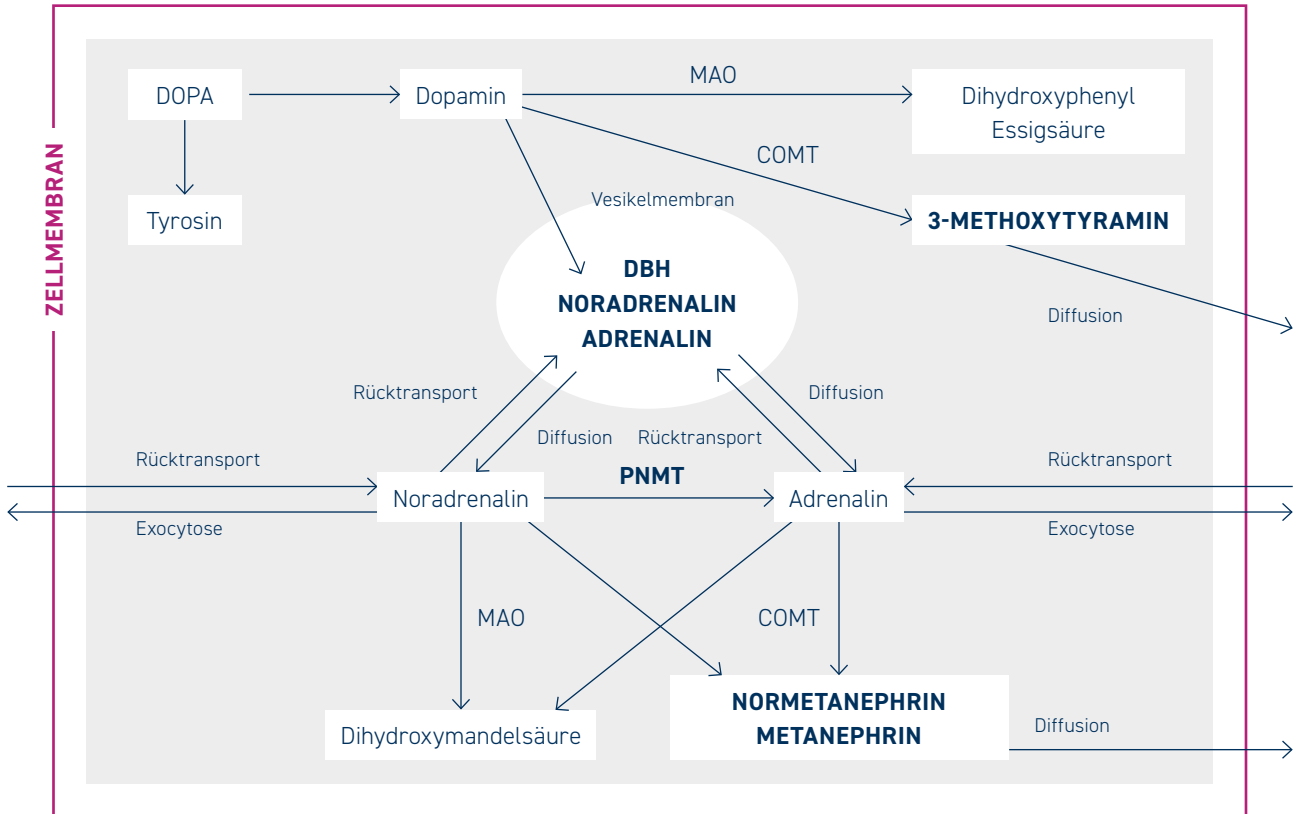 ZELLMEMBRAN
DOPA
Dopamin
MAO
Dihydroxyphenyl
Essigsäure
COMT
Tyrosin
Vesikelmembran
3-METHOXYTYRAMIN
DBH
NORADRENALIN
ADRENALIN
Diffusion
Rücktransport
Diffusion
Diffusion
Rücktransport
Rücktransport
PNMT
Rücktransport
Noradrenalin
Adrenalin
Exocytose
Exocytose
MAO
COMT
NORMETANEPHRIN
METANEPHRIN
Dihydroxymandelsäure
Diffusion